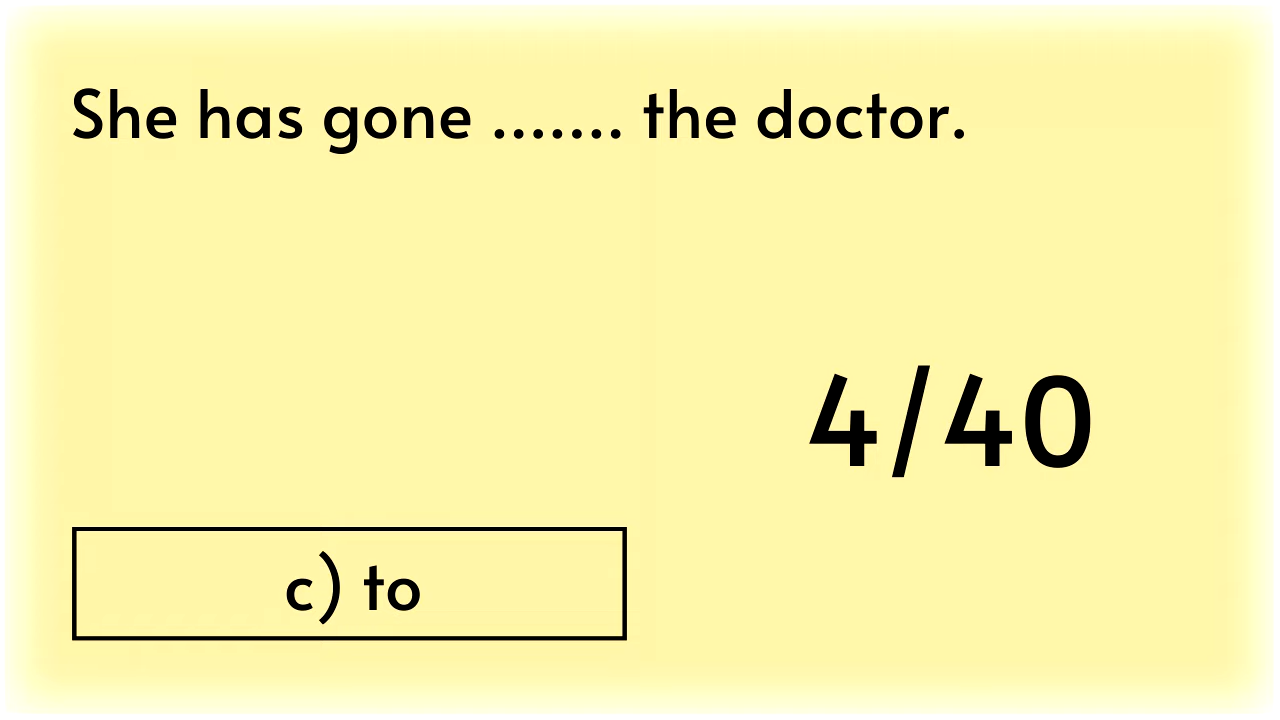 She has gone ....... the doctor.
4/40
c) to